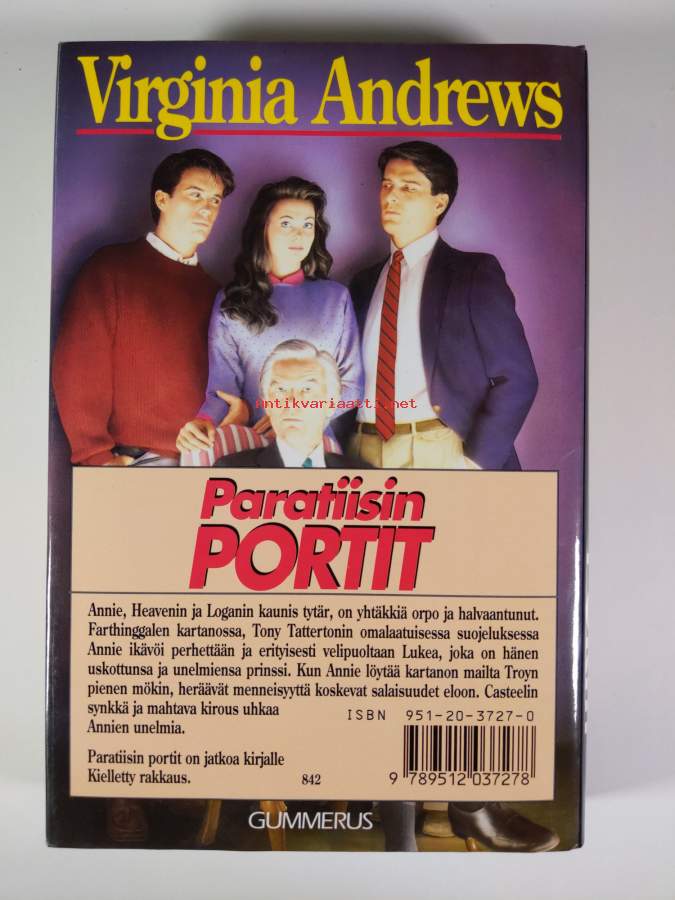 Virginia Andrews
antikvariaatti.net
Paratiisin
PORTIT
Annie, Heavenin ja Loganin kaunis tytär, on yhtäkkiä orpo ja halvaantunut.
Farthinggalen kartanossa, Tony Tattertonin omalaatuisessa suojeluksessa
Annie ikävöi perhettään ja erityisesti velipuoltaan Lukea, joka on hänen
uskottunsa ja unelmiensa prinssi. Kun Annie löytää kartanon mailta Troyn
pienen mökin, heräävät menneisyyttä koskevat salaisuudet eloon. Casteelin
synkkä ja mahtava kirous uhkaa
Annien unelmia.
ISBN 951-20-3727-0
Paratiisin portit on jatkoa kirjalle
Kielletty rakkaus.
842
9 789512 037278
GUMMERUS